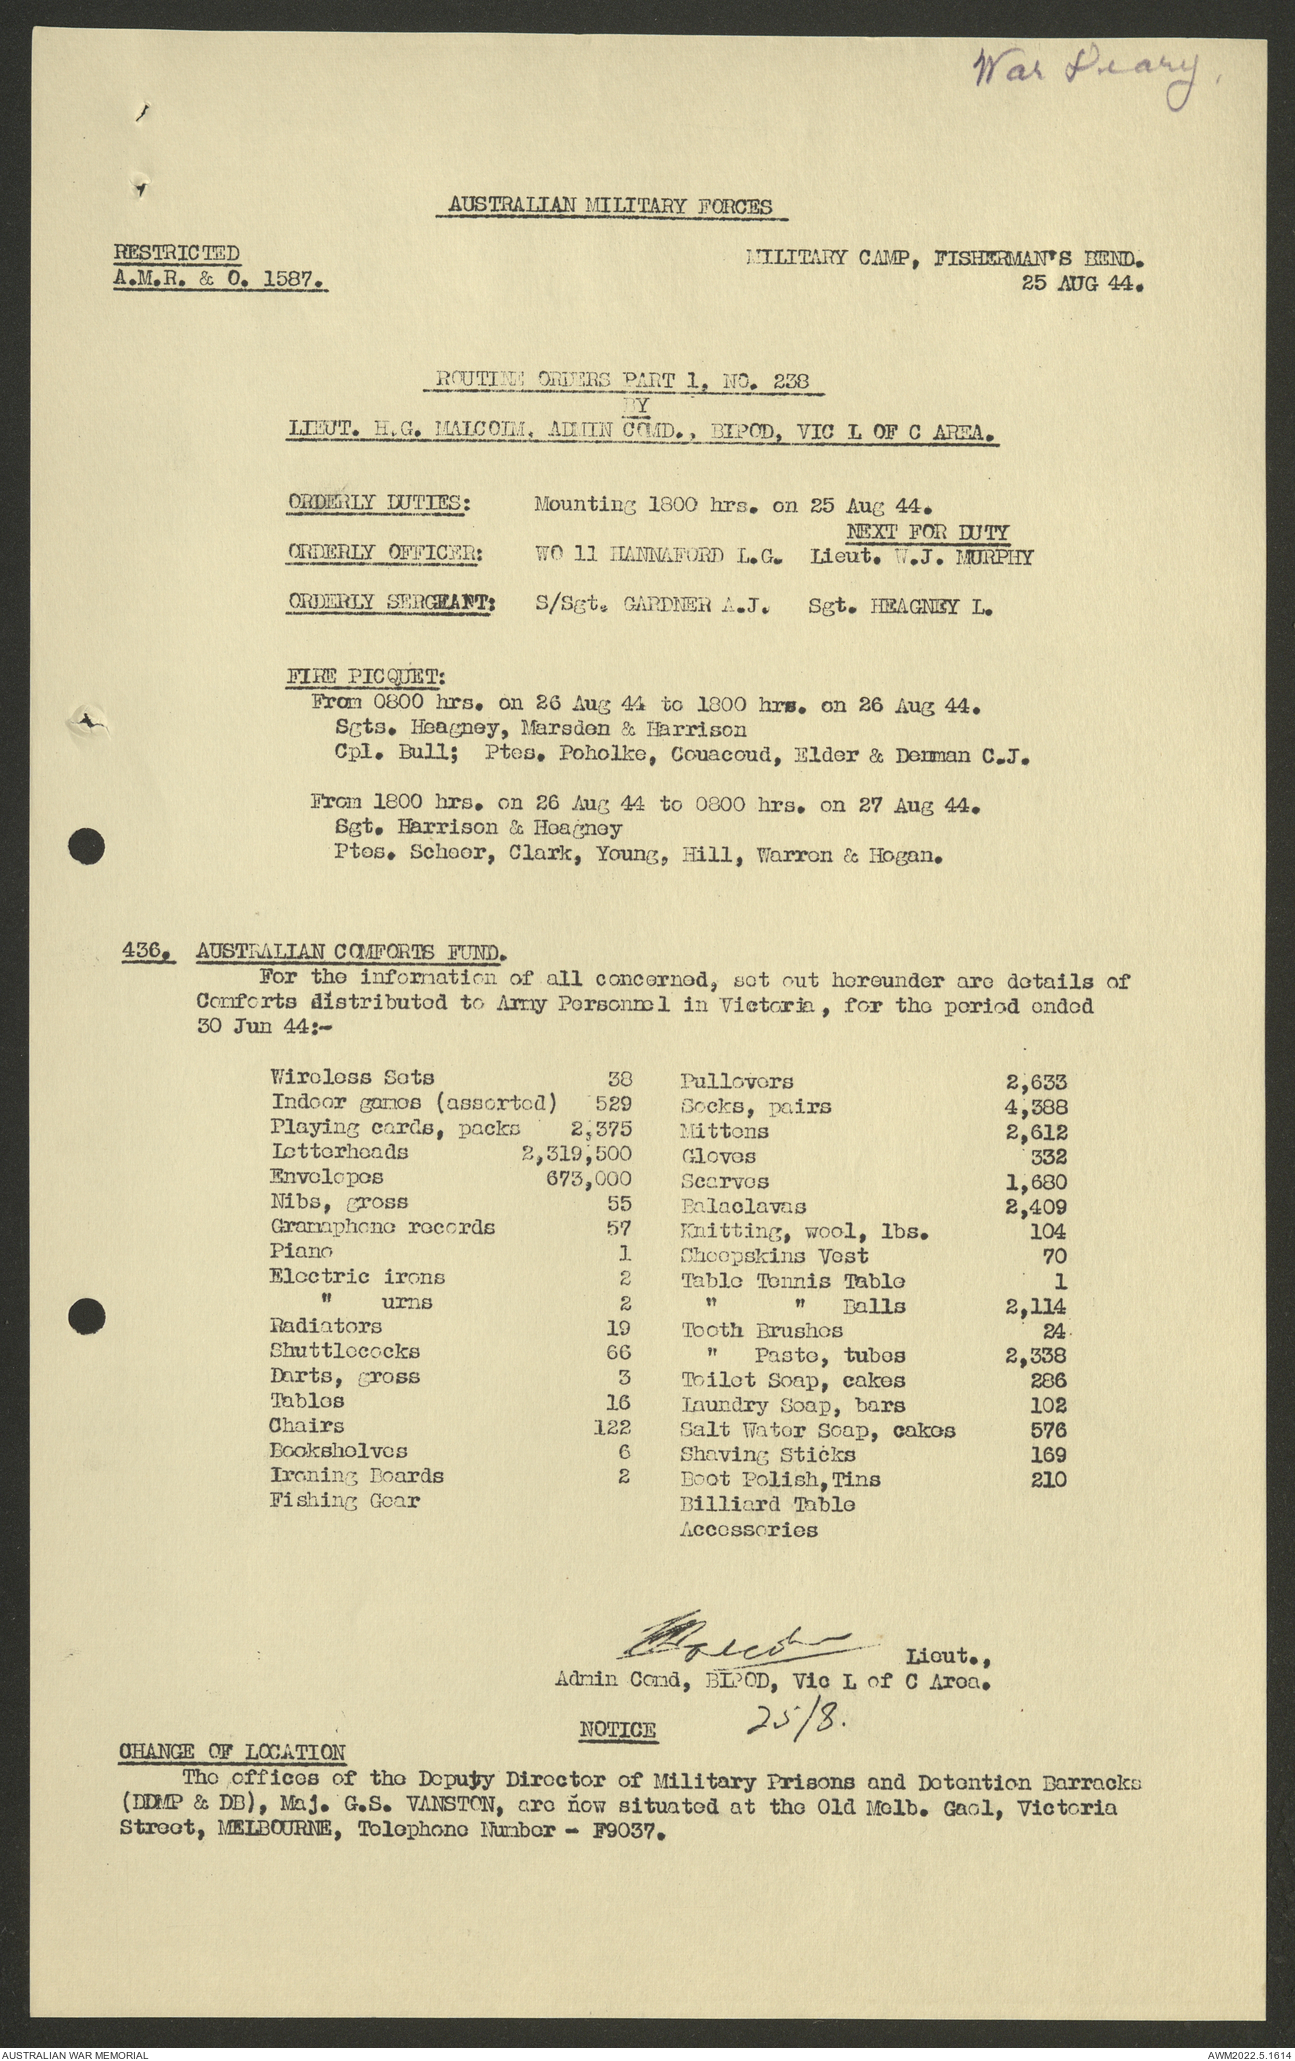 War Diary.
AUSTRALIAN MILITARY FORCES
RESTRICTED
A.M.R. & O. 1587.
MILITARY CAMP, FISHERMAN'S BEND.
25 AUG 44.
ROUTINE ORDERS PART 1, NO. 238
BY
LIEUT. H.G. MALCOLM, ADMIN COMD., BIPOD, VIC L OF C AREA.
ORDERLY DUTIES: Mounting 1800 hrs. on 25 Aug 44.
NEXT FOR DUTY
ORDERLY OFFICER: WO 11 HANNAFORD L.G. Lieut. W.J. MURPHY
ORDERLY SERGEANT: S/Sgt. GARDNER A.J. Sgt. HEAGNEY L.
FIRE PICQUET:
From 0800 hrs. on 26 Aug 44 to 1800 hrs. on 26 Aug 44.
Sgts. Heagney, Marsden & Harrison
Cpl. Bull; Ptes. Poholke, Couacoud, Elder & Denman C.J.
From 1800 hrs. on 26 Aug 44 to 0800 hrs. on 27 Aug 44.
Sgt. Harrison & Heagney
Ptes. Scheer, Clark, Young, Hill, Warren & Hogan.
436. AUSTRALIAN COMFORTS FUND.
For the information of all concerned, set out hereunder are details of
Comforts distributed to Army Personnel in Victoria, for the period ended
30 Jun 44:-
Wireless Sets 38 Pullovers 2,633
Indoor games (assorted) 529 Socks, pairs 4,388
Playing cards, packs 2,375 Mittens 2,612
Letterheads 2,319,500 Gloves 332
Envelopes 673,000 Scarves 1,680
Nibs, gross 55 Balaclavas 2,409
Gramaphone records 57 Knitting, wool, lbs. 104
Piano 1 Sheepskins Vest 70
Electric irons 2 Table Tennis Table 1
" urns 2 " " Balls 2,114
Radiators 19 Tooth Brushes 24
Shuttlecocks 66 " Paste, tubes 2,338
Darts, gross 3 Toilet Soap, cakes 286
Tables 16 Laundry Soap, bars 102
Chairs 122 Salt Water Soap, cakes 576
Bookshelves 6 Shaving Sticks 169
Ironing Boards 2 Boot Polish,Tins 210
Fishing Gear Billiard Table
Accessories
Malcolm Lieut.,
Admin Comd, BIPOD, Vic L of C Area.
25/8.
NOTICE
CHANGE OF LOCATION
The offices of the Deputy Director of Military Prisons and Detention Barracks
(DDMP & DB), Maj. G.S. VANSTON, are now situated at the Old Melb. Gaol, Victoria
Street, MELBOURNE, Telephone Number - F9037.
AUSTRALIAN WAR MEMORIAL
AWM2022.5.1614